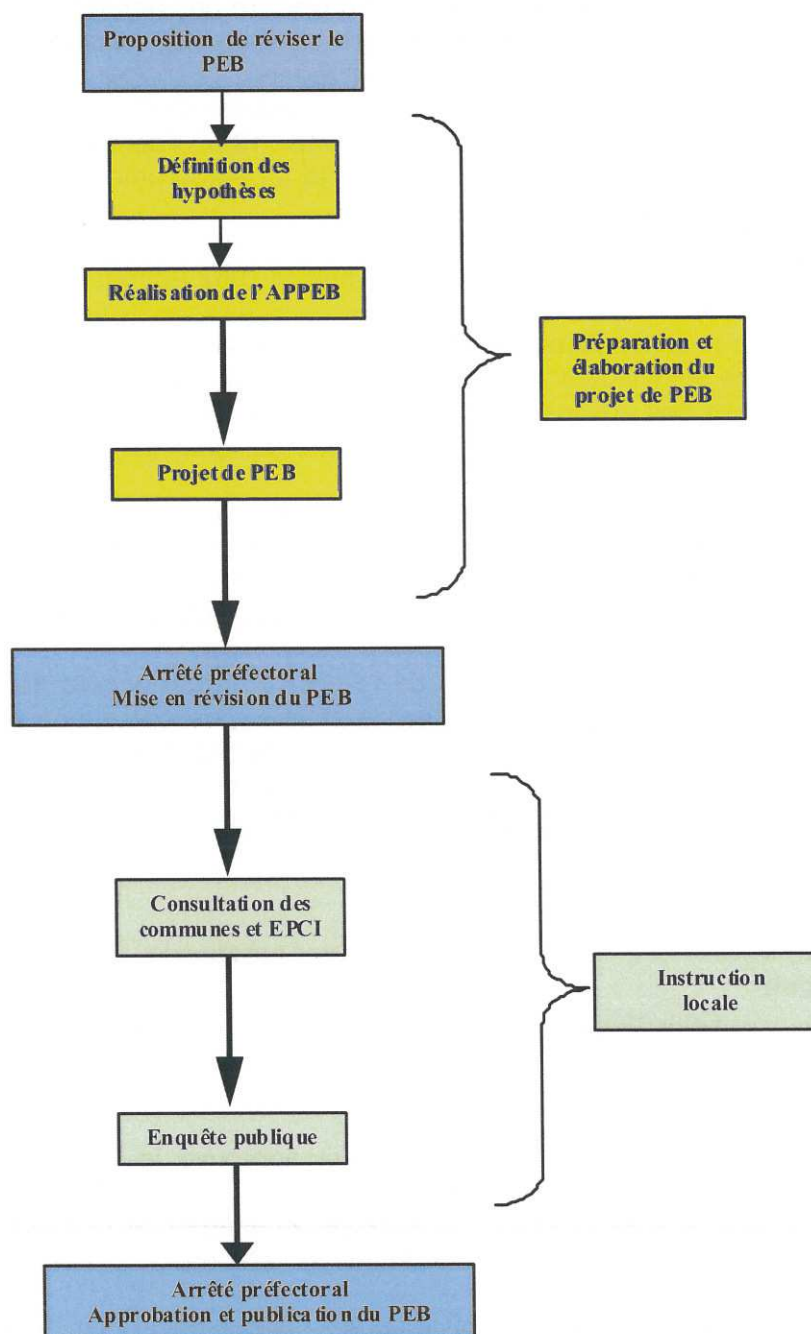 Proposition de réviser le
PEB
Définition des
hypothèses
Réalisation de l'APPEB
Préparation et
élaboration du
projet de PEB
Projet de PEB
Arrêté préfectoral
Mise en révision du PEB
Consultation des
communes et EPCI
Instruction
locale
Enquête publique
Arrêté préfectoral
Approbation et publication du PEB